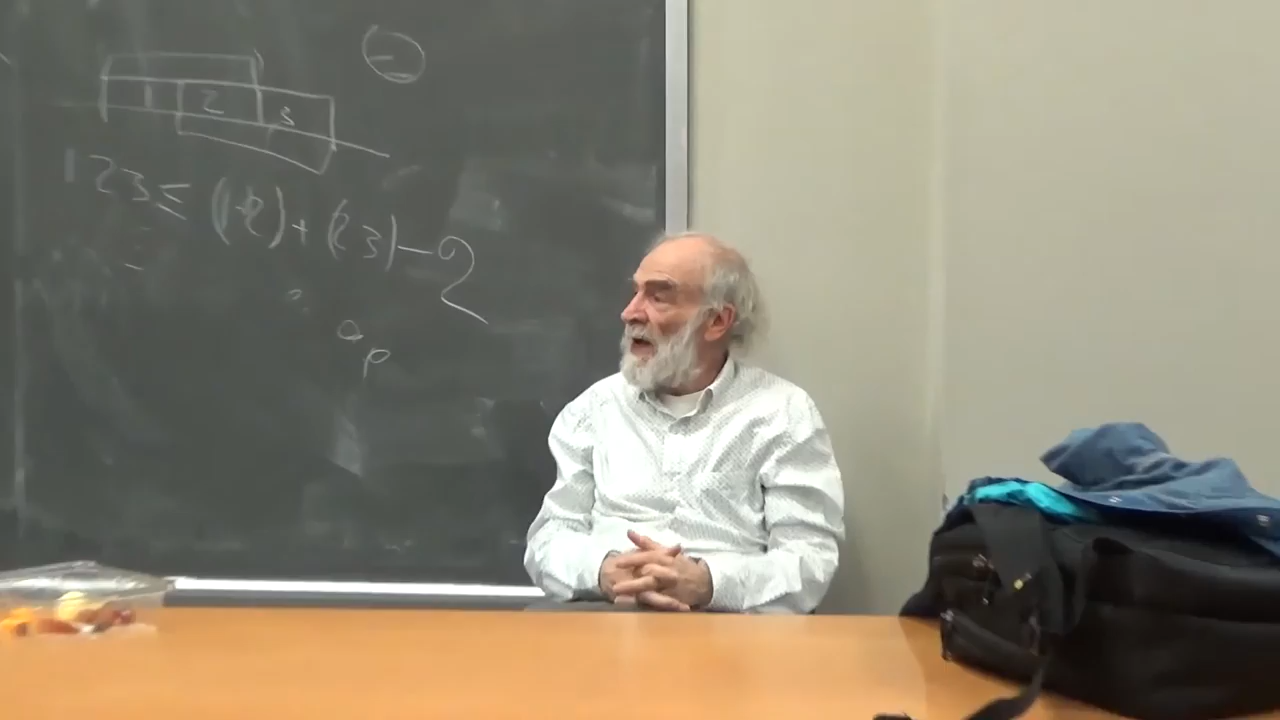 1 2 3
123 ≤ (12) + (23) - 2